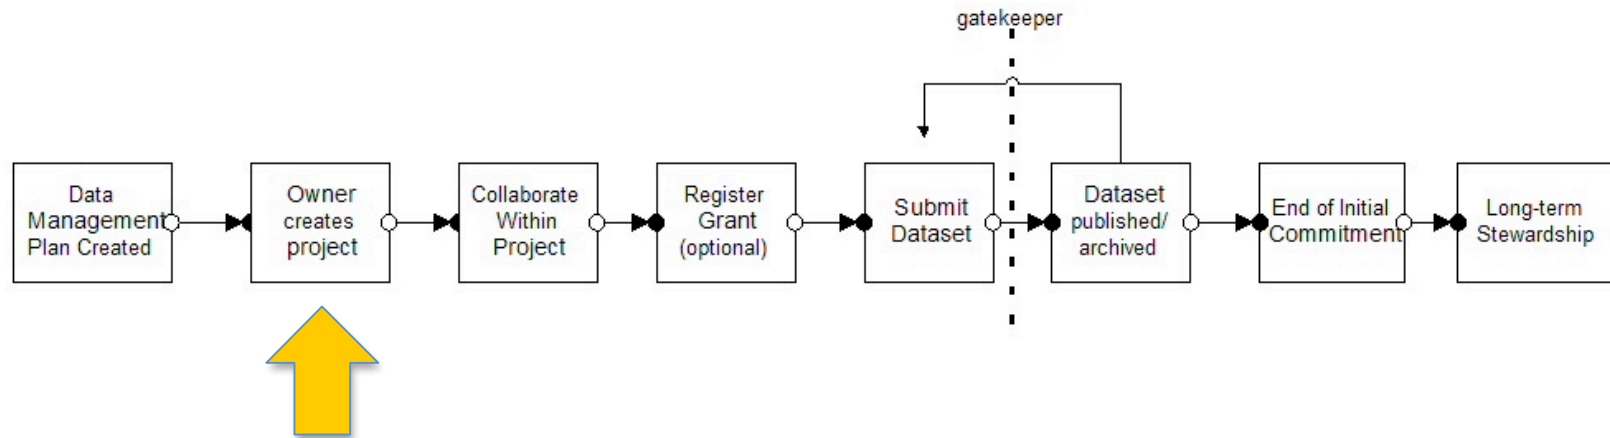 gatekeeper
Data
Management
Plan Created
Owner
creates
project
Collaborate
Within
Project
Register
Grant
(optional)
Submit
Dataset
Dataset
published/
archived
End of Initial
Commitment
Long-term
Stewardship